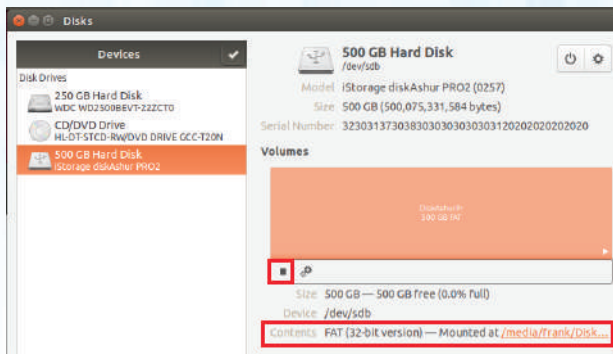 Disks
Devices
Disk Drives
250 GB Hard Disk
WDC WD2500BEVT-22ZCT0
CD/DVD Drive
HL-DT-STCD-RW/DVD DRIVE GCC-T20N
500 GB Hard Disk
iStorage diskAshur PRO2
500 GB Hard Disk
/dev/sdb
Model iStorage diskAshur PRO2 (0257)
Size 500 GB (500,075,331,584 bytes)
Serial Number
Volumes
500 GB FAT
Size 500 GB — 500 GB free (0.0% full)
Device /dev/sdb
Contents FAT (32-bit version) — Mounted at /media/frank/Disk...